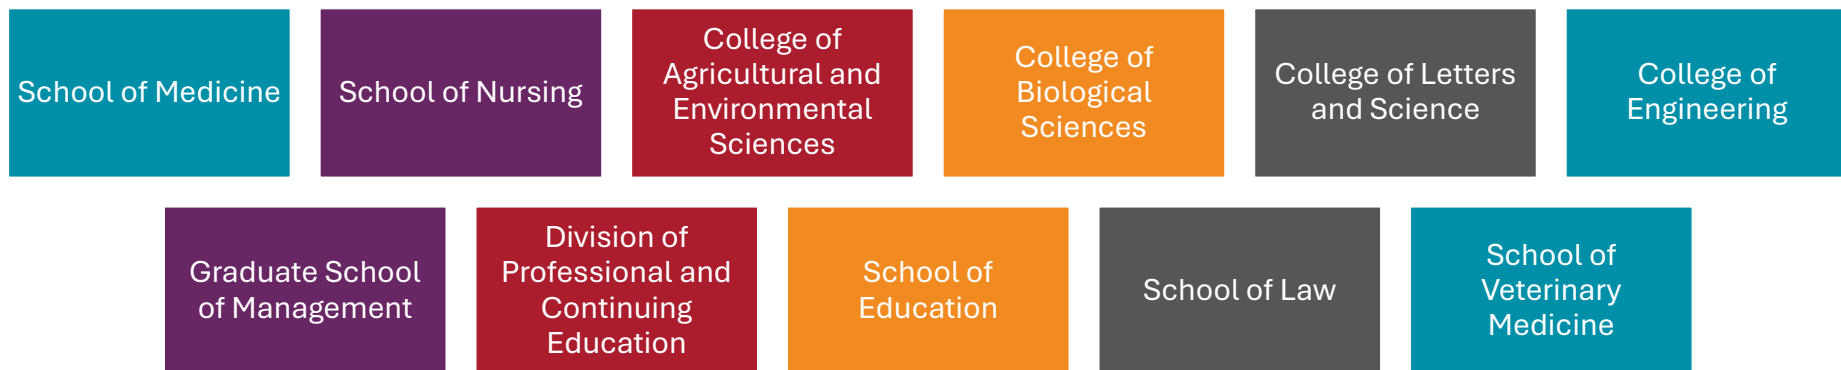 School of Medicine
School of Nursing
College of
Agricultural and
Environmental
Sciences
College of
Biological
Sciences
College of Letters
and Science
College of
Engineering
Graduate School
of Management
Division of
Professional and
Continuing
Education
School of
Education
School of Law
School of
Veterinary
Medicine